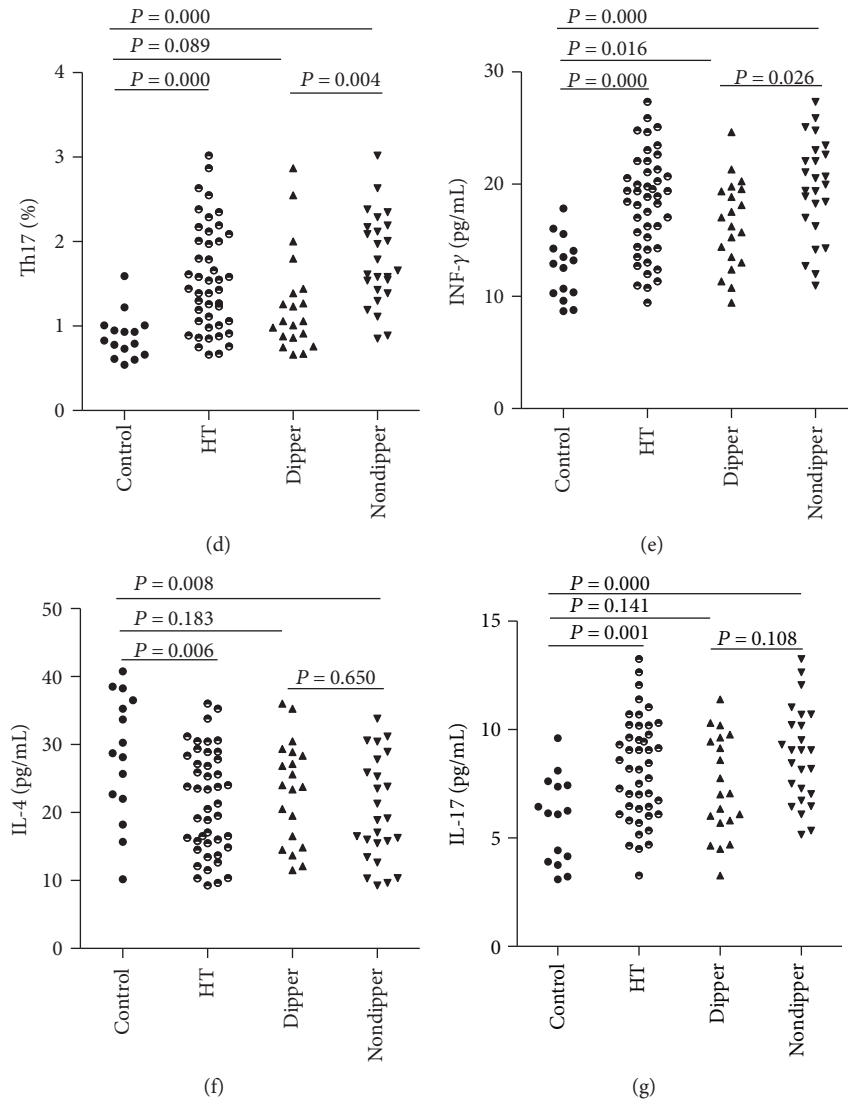 P = 0.000
P = 0.089
P = 0.000
P = 0.004
4
3
2
1
0
Th17 (%)
Control
HT
Dipper
Nondipper
(d)
P = 0.000
P = 0.016
P = 0.000
P = 0.026
30
20
10
0
INF-γ (pg/mL)
Control
HT
Dipper
Nondipper
(e)
P = 0.008
P = 0.183
P = 0.006
P = 0.650
50
40
30
20
10
0
IL-4 (pg/mL)
Control
HT
Dipper
Nondipper
(f)
P = 0.000
P = 0.141
P = 0.001
P = 0.108
15
10
5
0
IL-17 (pg/mL)
Control
HT
Dipper
Nondipper
(g)